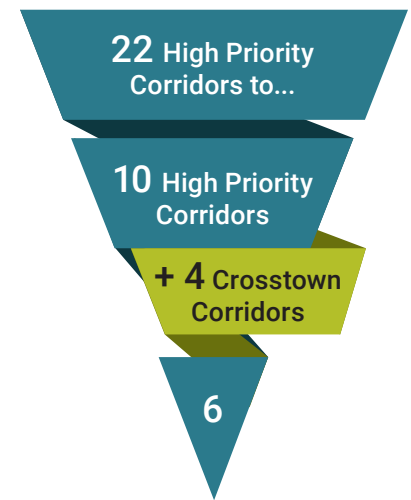 22 High Priority
Corridors to...
10 High Priority
Corridors
+ 4 Crosstown
Corridors
6